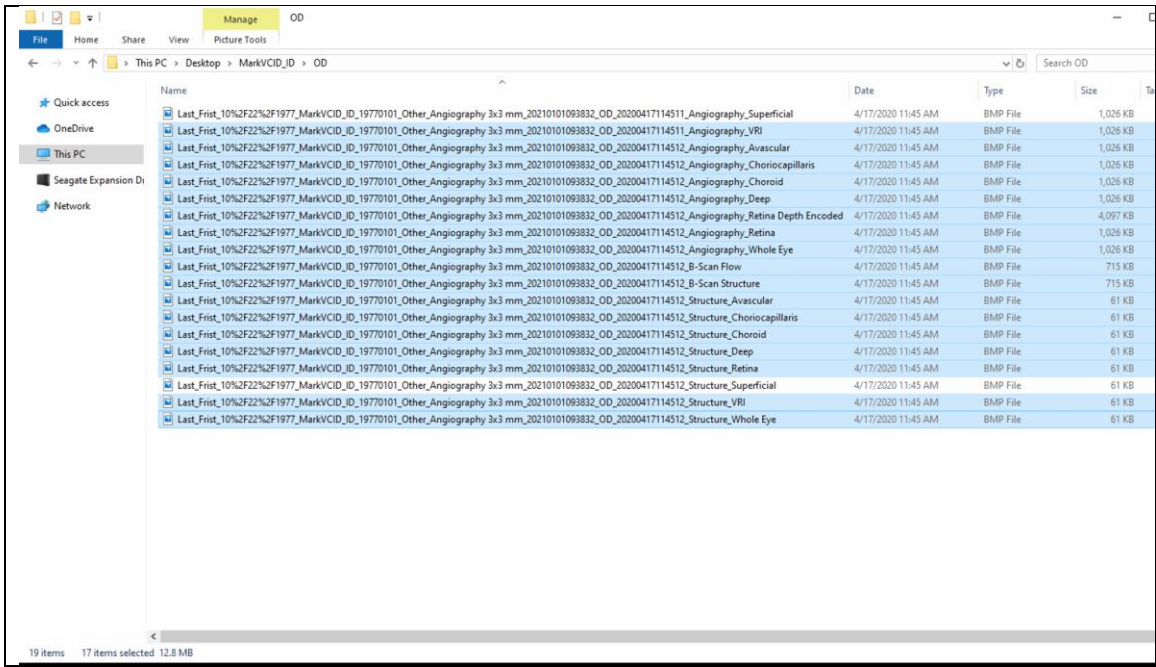 Manage OD
File Home Share View Picture Tools
This PC > Desktop > MarkVCID_ID > OD Search OD
Name Date Type Size Ta
Quick access
OneDrive
This PC
Seagate Expansion Dr
Network
Last_Frist_10%2F22%2F1977_MarkVCID_ID_19770101_Other_Angiography 3x3 mm_20210101093832_OD_20200417114511_Angiography_Superficial 4/17/2020 11:45 AM BMP File 1,026 KB
Last_Frist_10%2F22%2F1977_MarkVCID_ID_19770101_Other_Angiography 3x3 mm_20210101093832_OD_20200417114511_Angiography_VRI 4/17/2020 11:45 AM BMP File 1,026 KB
Last_Frist_10%2F22%2F1977_MarkVCID_ID_19770101_Other_Angiography 3x3 mm_20210101093832_OD_20200417114512_Angiography_Avascular 4/17/2020 11:45 AM BMP File 1,026 KB
Last_Frist_10%2F22%2F1977_MarkVCID_ID_19770101_Other_Angiography 3x3 mm_20210101093832_OD_20200417114512_Angiography_Choriocapillaris 4/17/2020 11:45 AM BMP File 1,026 KB
Last_Frist_10%2F22%2F1977_MarkVCID_ID_19770101_Other_Angiography 3x3 mm_20210101093832_OD_20200417114512_Angiography_Choroid 4/17/2020 11:45 AM BMP File 1,026 KB
Last_Frist_10%2F22%2F1977_MarkVCID_ID_19770101_Other_Angiography 3x3 mm_20210101093832_OD_20200417114512_Angiography_Deep 4/17/2020 11:45 AM BMP File 1,026 KB
Last_Frist_10%2F22%2F1977_MarkVCID_ID_19770101_Other_Angiography 3x3 mm_20210101093832_OD_20200417114512_Angiography_Retina Depth Encoded 4/17/2020 11:45 AM BMP File 4,097 KB
Last_Frist_10%2F22%2F1977_MarkVCID_ID_19770101_Other_Angiography 3x3 mm_20210101093832_OD_20200417114512_Angiography_Retina 4/17/2020 11:45 AM BMP File 1,026 KB
Last_Frist_10%2F22%2F1977_MarkVCID_ID_19770101_Other_Angiography 3x3 mm_20210101093832_OD_20200417114512_Angiography_Whole Eye 4/17/2020 11:45 AM BMP File 1,026 KB
Last_Frist_10%2F22%2F1977_MarkVCID_ID_19770101_Other_Angiography 3x3 mm_20210101093832_OD_20200417114512_B-Scan Flow 4/17/2020 11:45 AM BMP File 715 KB
Last_Frist_10%2F22%2F1977_MarkVCID_ID_19770101_Other_Angiography 3x3 mm_20210101093832_OD_20200417114512_B-Scan Structure 4/17/2020 11:45 AM BMP File 715 KB
Last_Frist_10%2F22%2F1977_MarkVCID_ID_19770101_Other_Angiography 3x3 mm_20210101093832_OD_20200417114512_Structure_Avascular 4/17/2020 11:45 AM BMP File 61 KB
Last_Frist_10%2F22%2F1977_MarkVCID_ID_19770101_Other_Angiography 3x3 mm_20210101093832_OD_20200417114512_Structure_Choriocapillaris 4/17/2020 11:45 AM BMP File 61 KB
Last_Frist_10%2F22%2F1977_MarkVCID_ID_19770101_Other_Angiography 3x3 mm_20210101093832_OD_20200417114512_Structure_Choroid 4/17/2020 11:45 AM BMP File 61 KB
Last_Frist_10%2F22%2F1977_MarkVCID_ID_19770101_Other_Angiography 3x3 mm_20210101093832_OD_20200417114512_Structure_Deep 4/17/2020 11:45 AM BMP File 61 KB
Last_Frist_10%2F22%2F1977_MarkVCID_ID_19770101_Other_Angiography 3x3 mm_20210101093832_OD_20200417114512_Structure_Retina 4/17/2020 11:45 AM BMP File 61 KB
Last_Frist_10%2F22%2F1977_MarkVCID_ID_19770101_Other_Angiography 3x3 mm_20210101093832_OD_20200417114512_Structure_Superficial 4/17/2020 11:45 AM BMP File 61 KB
Last_Frist_10%2F22%2F1977_MarkVCID_ID_19770101_Other_Angiography 3x3 mm_20210101093832_OD_20200417114512_Structure_VRI 4/17/2020 11:45 AM BMP File 61 KB
Last_Frist_10%2F22%2F1977_MarkVCID_ID_19770101_Other_Angiography 3x3 mm_20210101093832_OD_20200417114512_Structure_Whole Eye 4/17/2020 11:45 AM BMP File 61 KB
19 items 17 items selected 12.8 MB